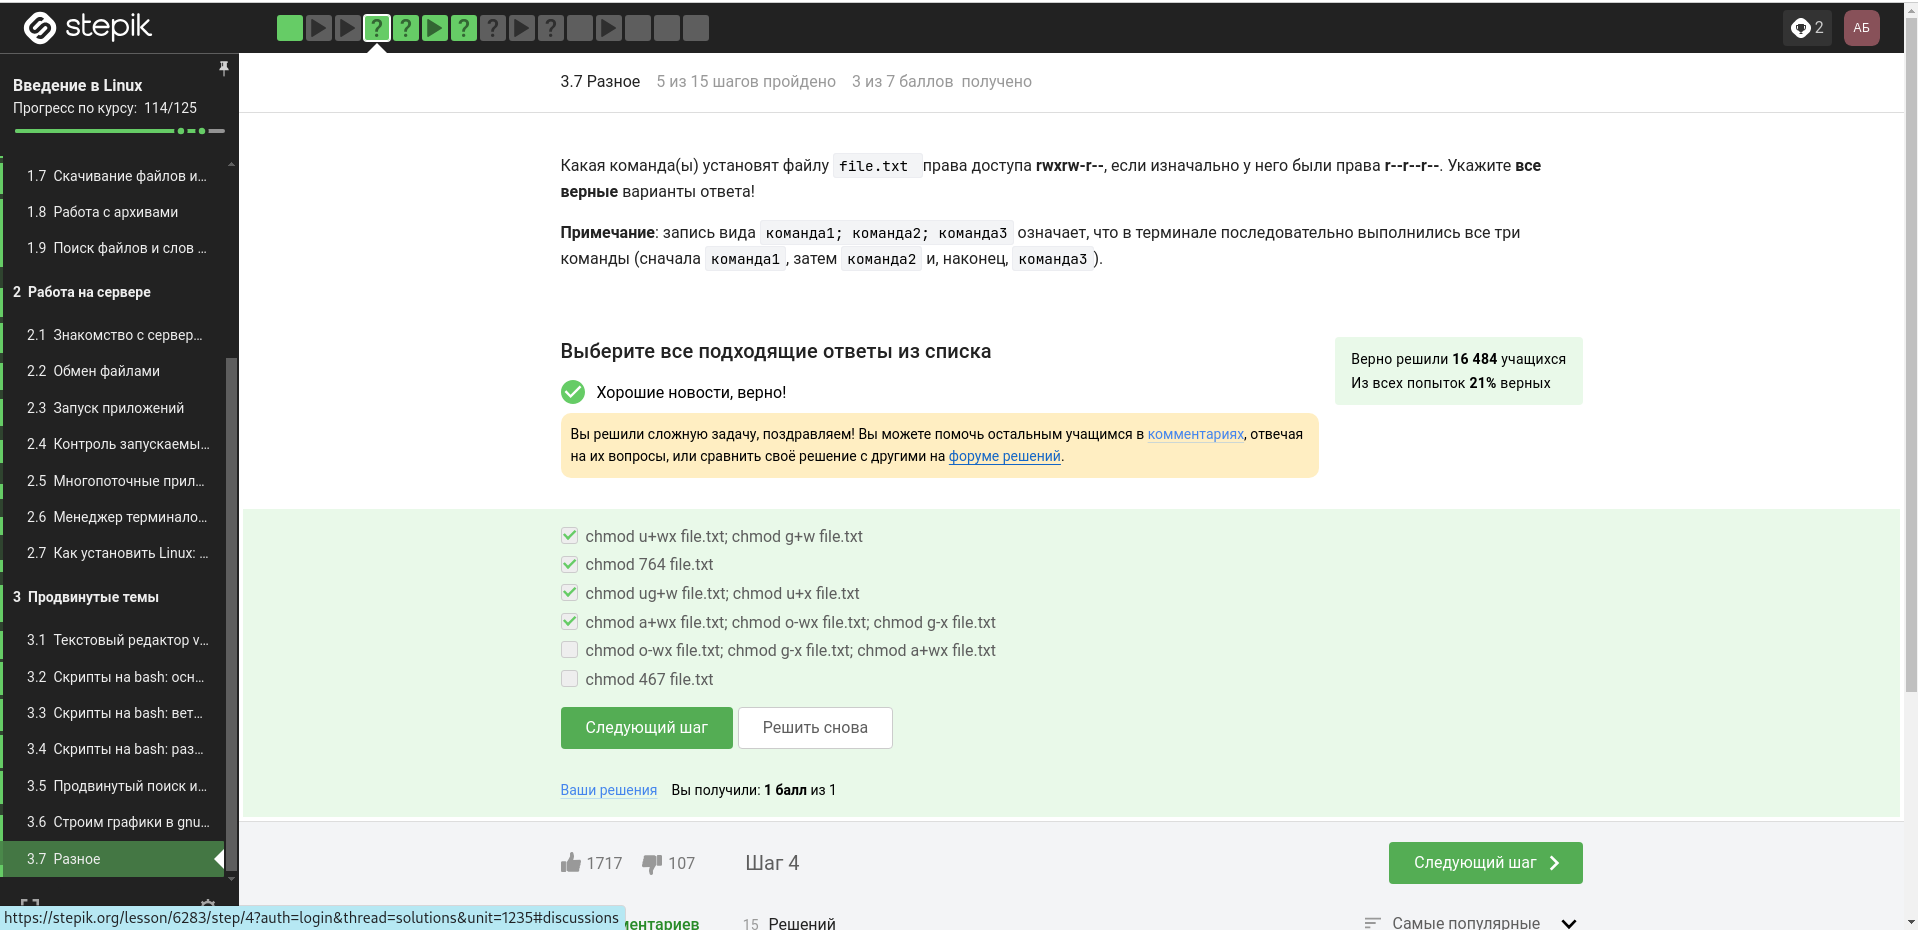 stepik
? ? ? ? ?
2
АБ
Введение в Linux
Прогресс по курсу: 114/125
1.7 Скачивание файлов и...
1.8 Работа с архивами
1.9 Поиск файлов и слов ...
2 Работа на сервере
2.1 Знакомство с сервер...
2.2 Обмен файлами
2.3 Запуск приложений
2.4 Контроль запускаемы...
2.5 Многопоточные прил...
2.6 Менеджер терминало...
2.7 Как установить Linux: ...
3 Продвинутые темы
3.1 Текстовый редактор v...
3.2 Скрипты на bash: осн...
3.3 Скрипты на bash: вет...
3.4 Скрипты на bash: раз...
3.5 Продвинутый поиск и...
3.6 Строим графики в gnu...
3.7 Разное
3.7 Разное 5 из 15 шагов пройдено 3 из 7 баллов получено
Какая команда(ы) установят файлу file.txt права доступа rwxrw-r--, если изначально у него были права r--r--r--. Укажите все
верные варианты ответа!
Примечание: запись вида команда1; команда2; команда3 означает, что в терминале последовательно выполнились все три
команды (сначала команда1, затем команда2 и, наконец, команда3).
Выберите все подходящие ответы из списка
Верно решили 16 484 учащихся
Из всех попыток 21% верных
Хорошие новости, верно!
Вы решили сложную задачу, поздравляем! Вы можете помочь остальным учащимся в комментариях, отвечая
на их вопросы, или сравнить своё решение с другими на форуме решений.
chmod u+wx file.txt; chmod g+w file.txt
chmod 764 file.txt
chmod ug+w file.txt; chmod u+x file.txt
chmod a+wx file.txt; chmod o-wx file.txt; chmod g-x file.txt
chmod o-wx file.txt; chmod g-x file.txt; chmod a+wx file.txt
chmod 467 file.txt
Следующий шаг Решить снова
Ваши решения Вы получили: 1 балл из 1
1717 107 Шаг 4 Следующий шаг
https://stepik.org/lesson/6283/step/4?auth=login&thread=solutions&unit=1235#discussions
ментариев 15 Решений Самые популярные